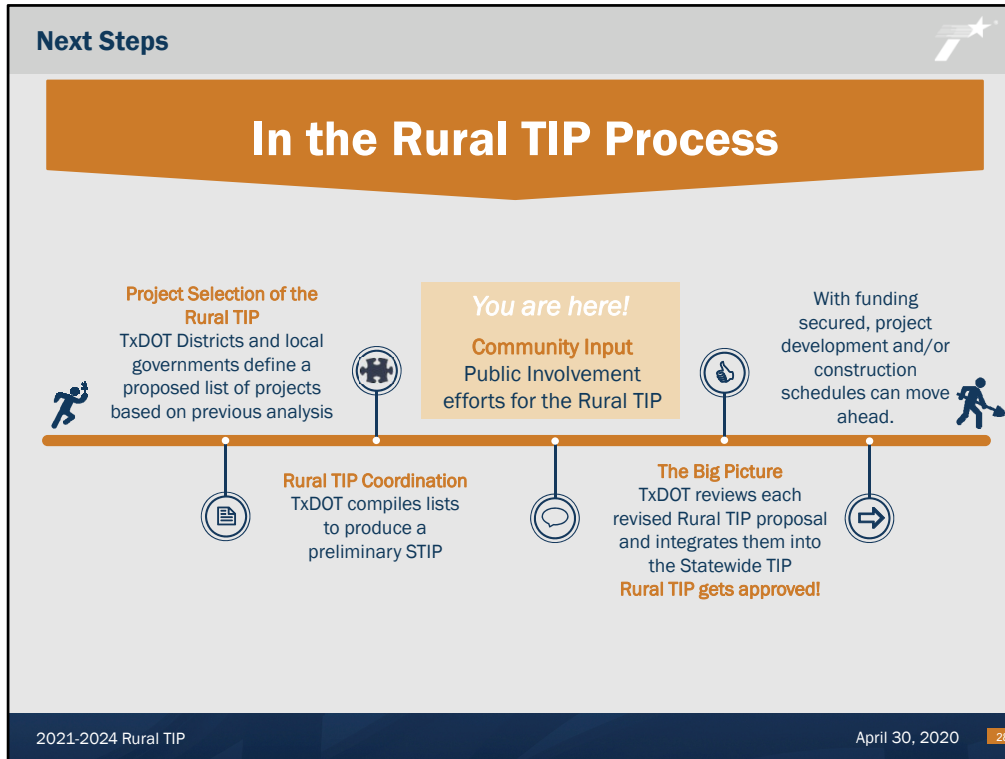 Next Steps
In the Rural TIP Process
Project Selection of the
Rural TIP
TxDOT Districts and local
governments define a
proposed list of projects
based on previous analysis
Rural TIP Coordination
TxDOT compiles lists
to produce a
preliminary STIP
You are here!
Community Input
Public Involvement
efforts for the Rural TIP
The Big Picture
TxDOT reviews each
revised Rural TIP proposal
and integrates them into
the Statewide TIP
Rural TIP gets approved!
With funding
secured, project
development and/or
construction
schedules can move
ahead.
2021-2024 Rural TIP
April 30, 2020